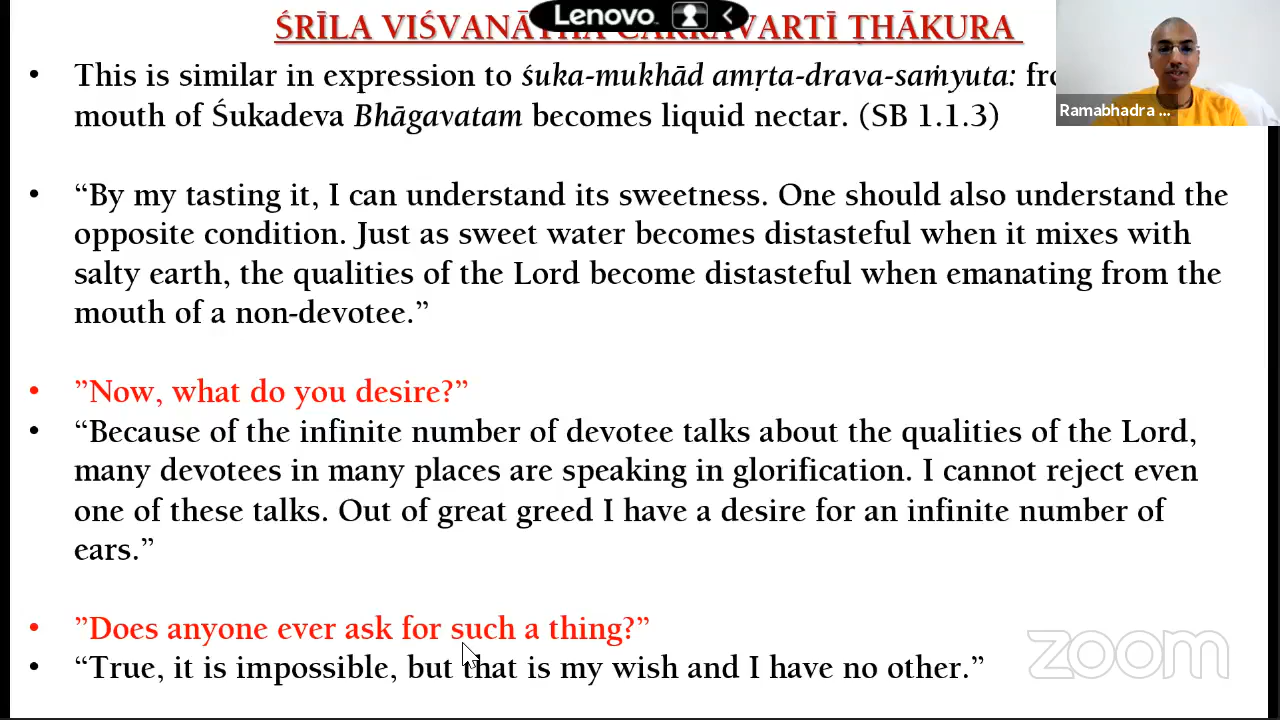 Lenovo
ŚRĪLA VIŚVANĀTHA CAKRAVARTĪ ṬHĀKURA
• This is similar in expression to śuka-mukhād amṛta-drava-saṁyuta:
mouth of Śukadeva Bhāgavatam becomes liquid nectar. (SB 1.1.3)
Ramabhadra ...
• “By my tasting it, I can understand its sweetness. One should also understand the
opposite condition. Just as sweet water becomes distasteful when it mixes with
salty earth, the qualities of the Lord become distasteful when emanating from the
mouth of a non-devotee.”
• ”Now, what do you desire?”
• “Because of the infinite number of devotee talks about the qualities of the Lord,
many devotees in many places are speaking in glorification. I cannot reject even
one of these talks. Out of great greed I have a desire for an infinite number of
ears.”
• ”Does anyone ever ask for such a thing?”
• “True, it is impossible, but that is my wish and I have no other.”
zoom